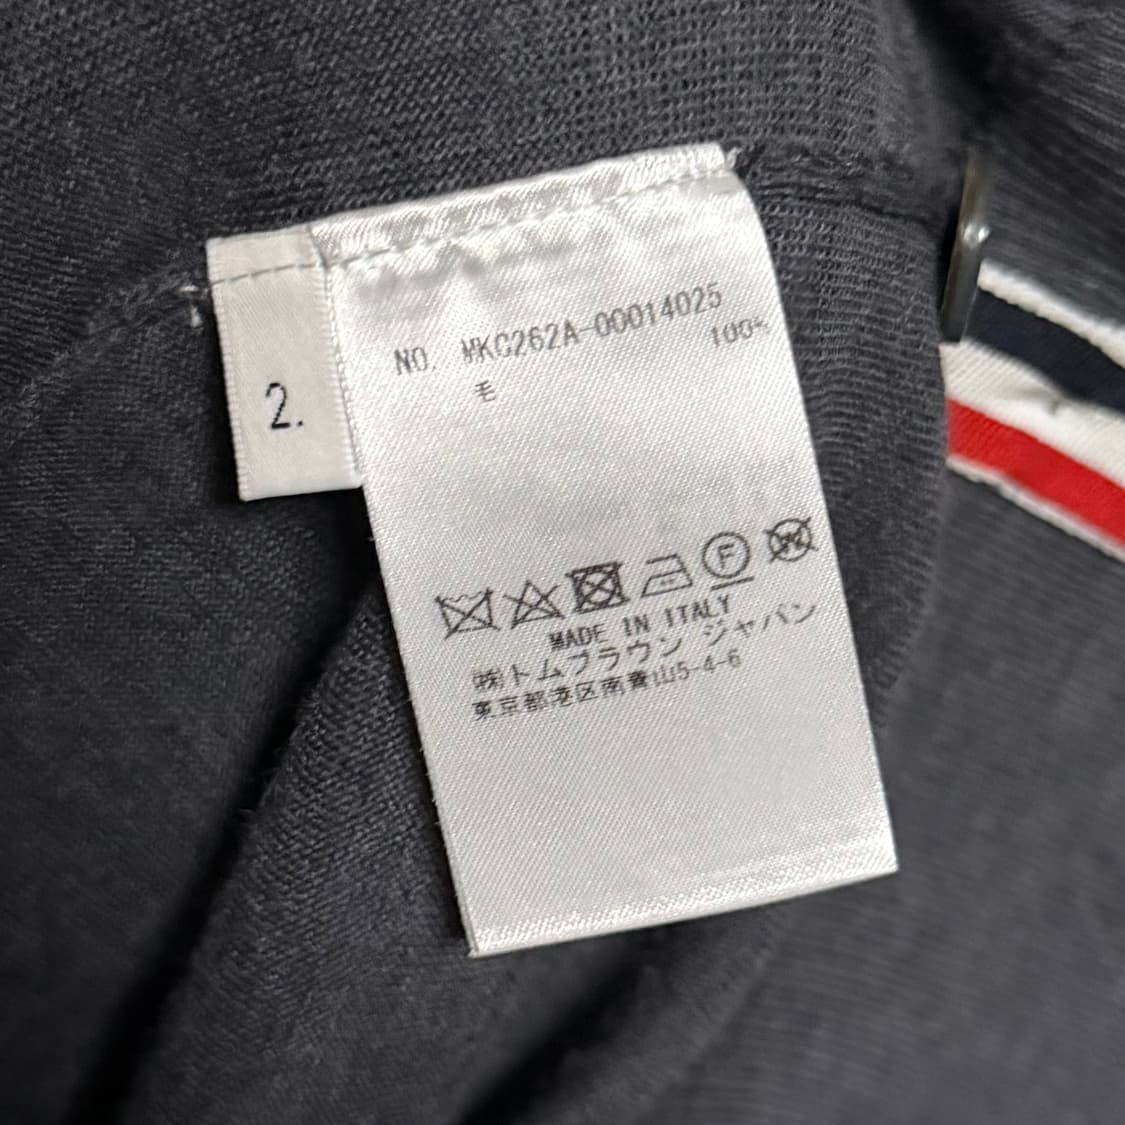 2.
NO. MKC262A-00014025
毛 100%
F
W
MADE IN ITALY
㈱トムブラウン ジャパン
東京都港区南青山5-4-6